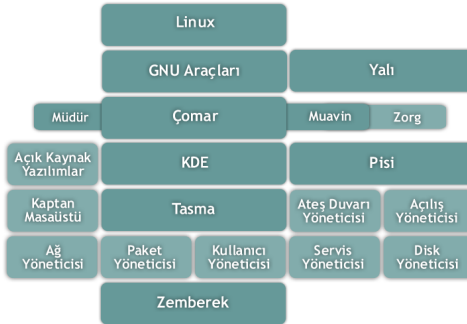 Linux
GNU Araçları
Yalı
Müdür
Çomar
Muavin
Zorg
Açık Kaynak
Yazılımlar
KDE
Pisi
Kaptan
Masaüstü
Tasma
Ateş Duvarı
Yöneticisi
Açılış
Yöneticisi
Ağ
Yöneticisi
Paket
Yöneticisi
Kullanıcı
Yöneticisi
Servis
Yöneticisi
Disk
Yöneticisi
Zemberek